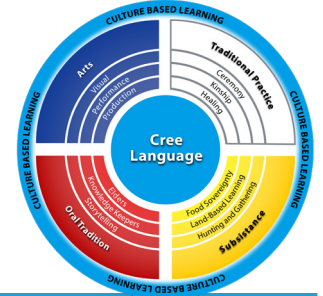 CULTURE BASED LEARNING
Arts
Visual
Performance
Production
Traditional Practice
Ceremony
Kinship
Healing
CULTURE BASED LEARNING
CULTURE BASED LEARNING
Cree
Language
Elders
Knowledge Keepers
Storytelling
Oral Tradition
Food Sovereignty
Land-Based Learning
Hunting and Gathering
Subsistance
CULTURE BASED LEARNING